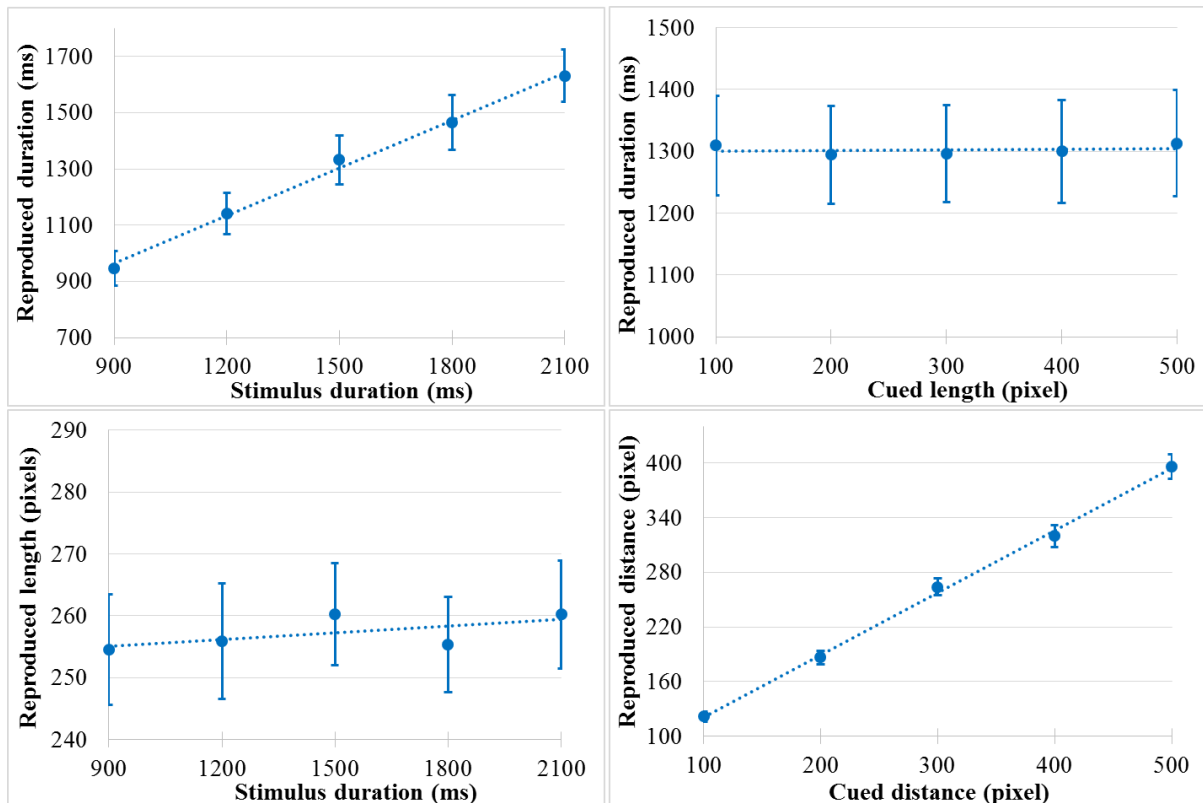 Reproduced duration (ms)
1700
1500
1300
1100
900
700
900 1200 1500 1800 2100
Stimulus duration (ms)
Reproduced duration (ms)
1500
1400
1300
1200
1100
1000
100 200 300 400 500
Cued length (pixel)
Reproduced length (pixels)
290
280
270
260
250
240
900 1200 1500 1800 2100
Stimulus duration (ms)
Reproduced distance (pixel)
400
340
280
220
160
100
100 200 300 400 500
Cued distance (pixel)